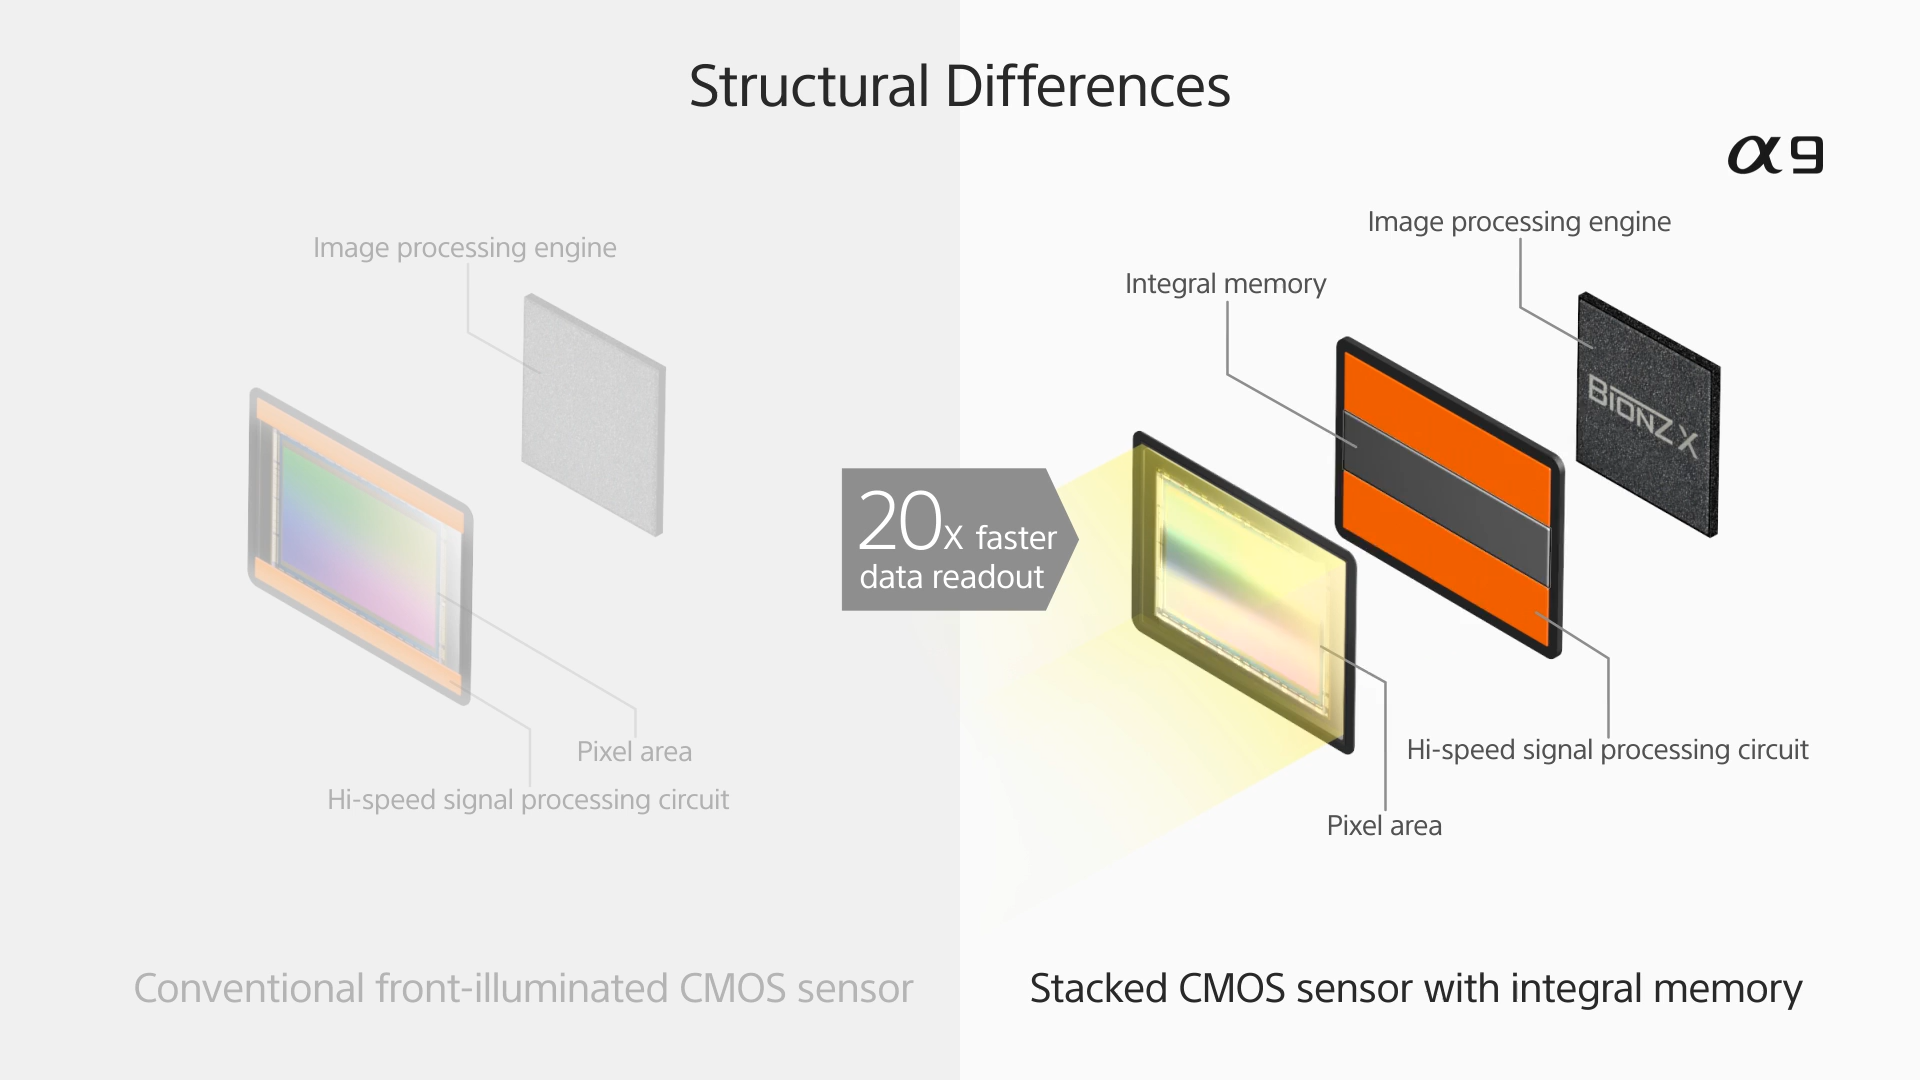 Structural Differences
α9
Image processing engine
Pixel area
Hi-speed signal processing circuit
Conventional front-illuminated CMOS sensor
20x faster
data readout
Image processing engine
Integral memory
BIONZ X
Hi-speed signal processing circuit
Pixel area
Stacked CMOS sensor with integral memory